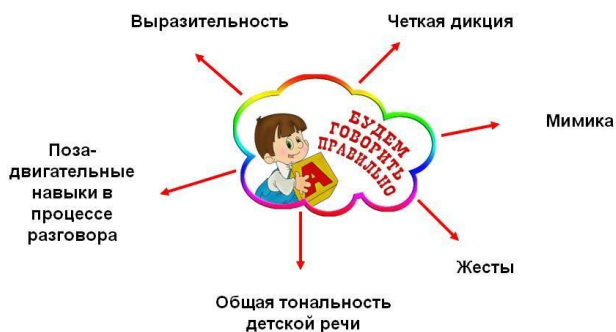 Выразительность
Четкая дикция
БУДЕМ
ГОВОРИТЬ
ПРАВИЛЬНО
А
Мимика
Поза-
двигательные
навыки в
процессе
разговора
Жесты
Общая тональность
детской речи